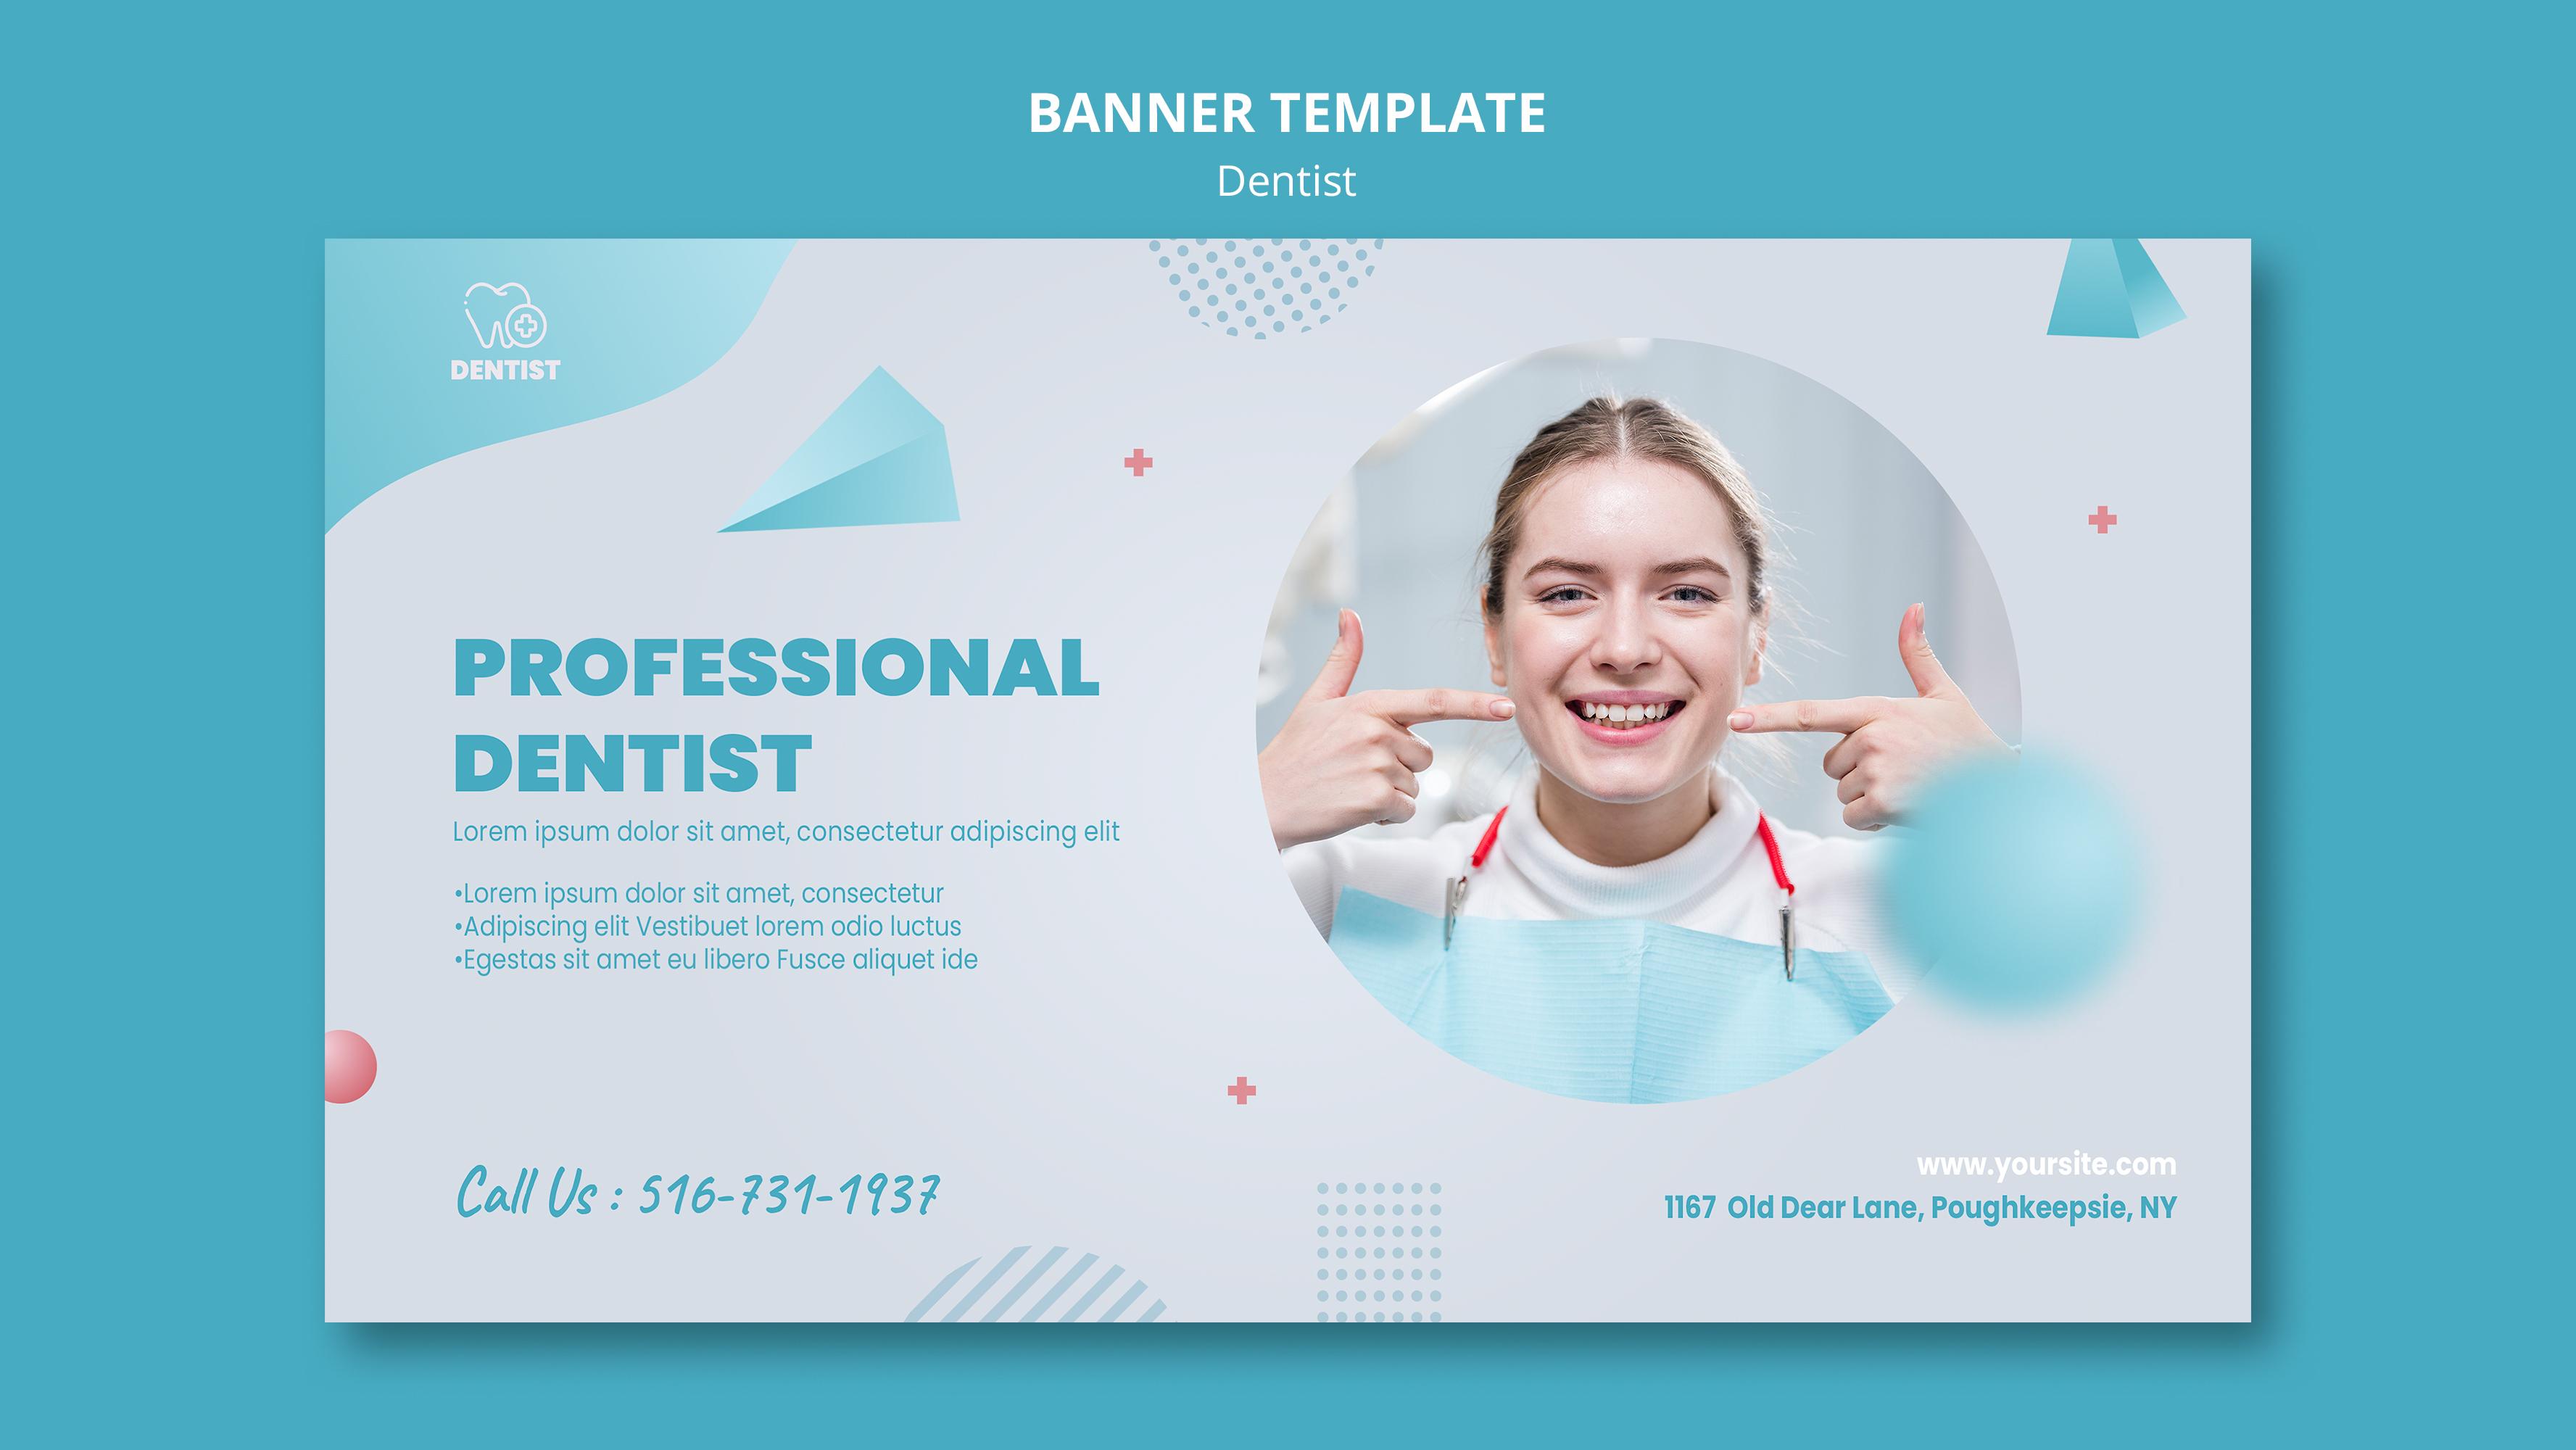 BANNER TEMPLATE
Dentist
DENTIST
PROFESSIONAL
DENTIST
Lorem ipsum dolor sit amet, consectetur adipiscing elit
•Lorem ipsum dolor sit amet, consectetur
•Adipiscing elit Vestibuet lorem odio luctus
•Egestas sit amet eu libero Fusce aliquet ide
Call Us : 516-731-1937
www.yoursite.com
1167 Old Dear Lane, Poughkeepsie, NY